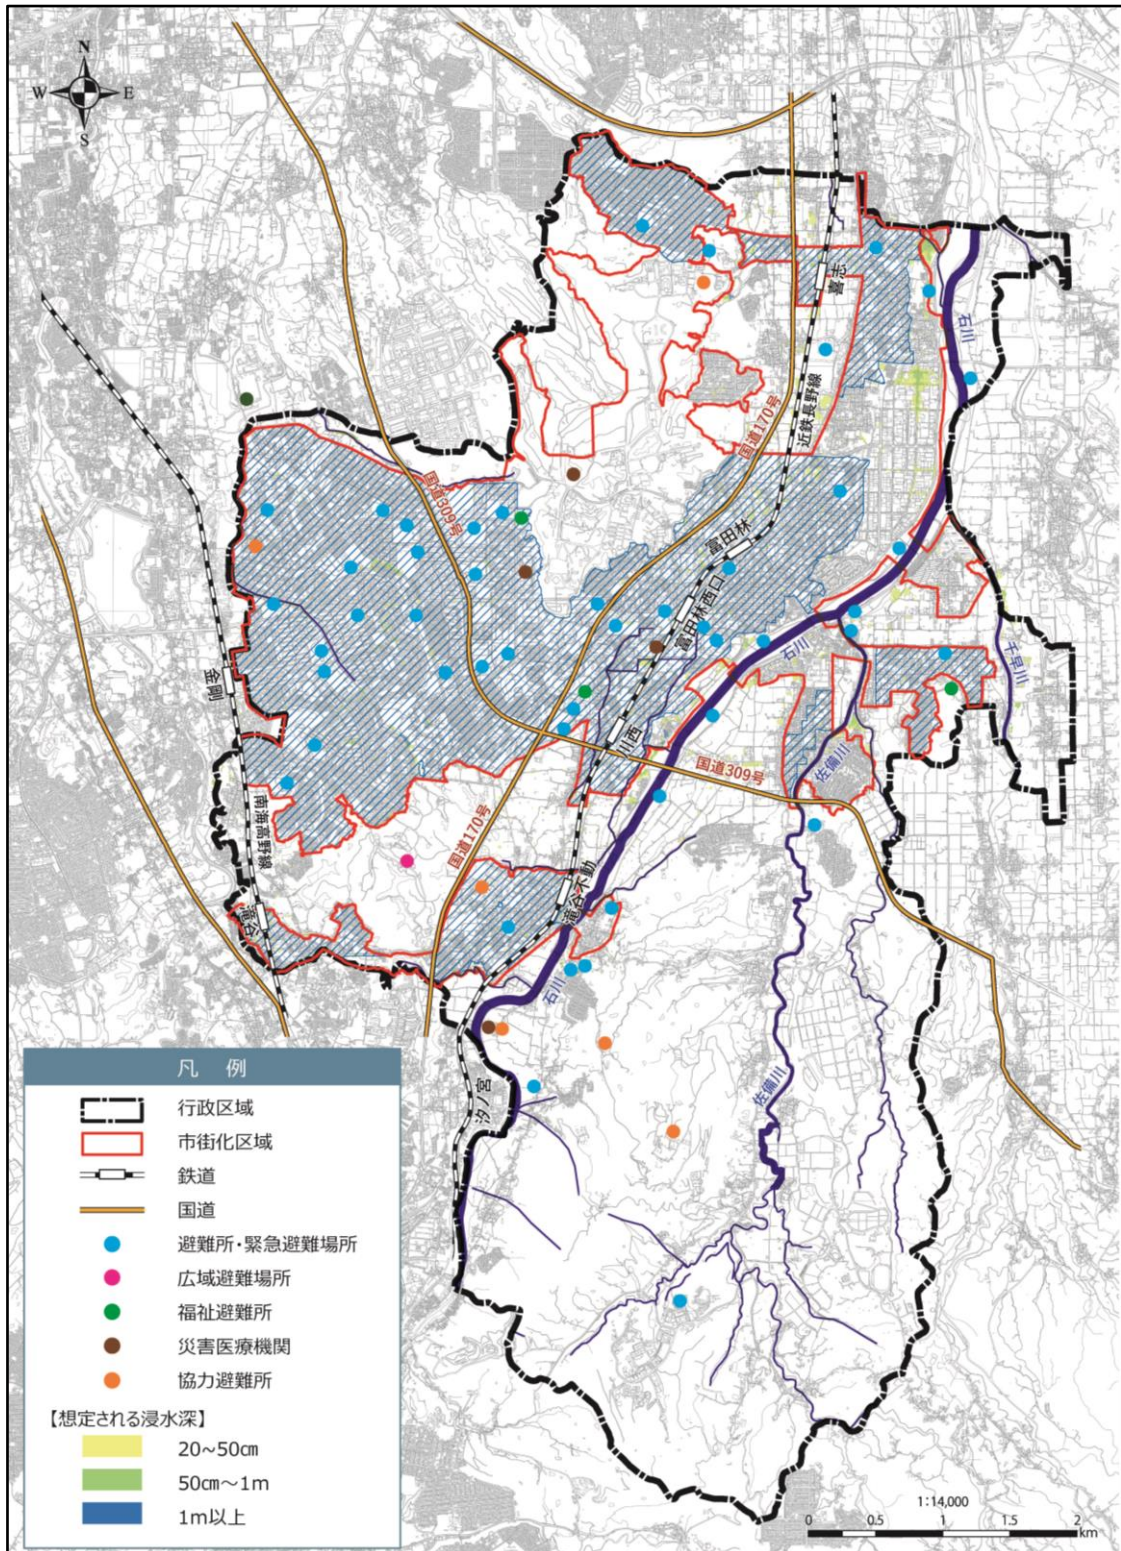 N
W E
S
喜志
石川
近鉄長野線
国道170号
国道309号
富田林
富田林西口
石川
千早川
金剛
川西
佐備川
国道309号
南海高野線
国道170号
滝谷不動
滝谷
石川
佐備川
汐ノ宮
凡 例
行政区域
市街化区域
鉄道
国道
避難所・緊急避難場所
広域避難場所
福祉避難所
災害医療機関
協力避難所
【想定される浸水深】
20~50㎝
50㎝~1m
1m以上
1:14,000
0 0.5 1 1.5 2
km